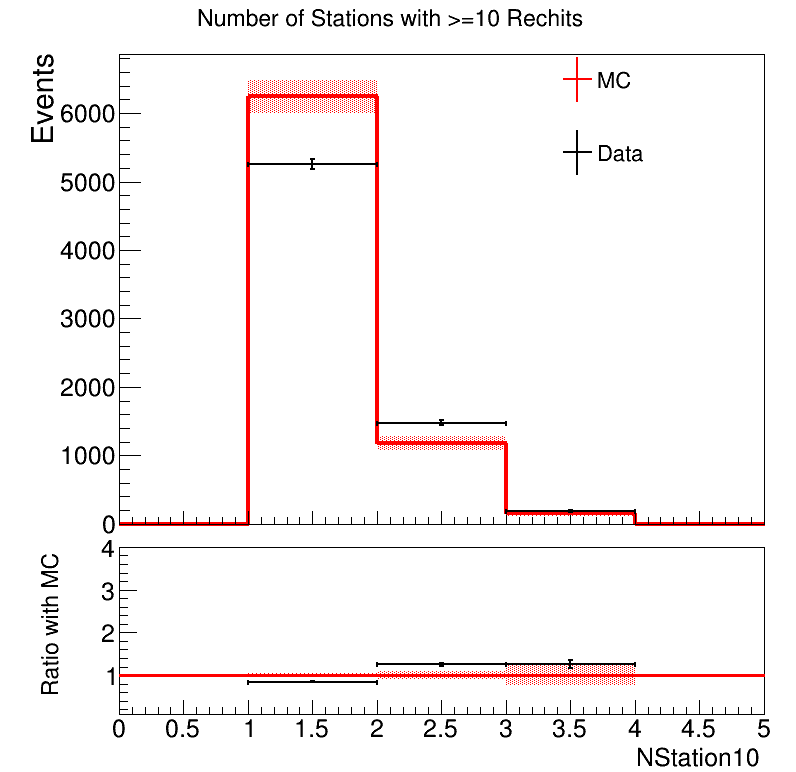 Number of Stations with >=10 Rechits
Events
6000
5000
4000
3000
2000
1000
0
MC
Data
Ratio with MC
4
3
2
1
0 0.5 1 1.5 2 2.5 3 3.5 4 4.5 5
NStation10